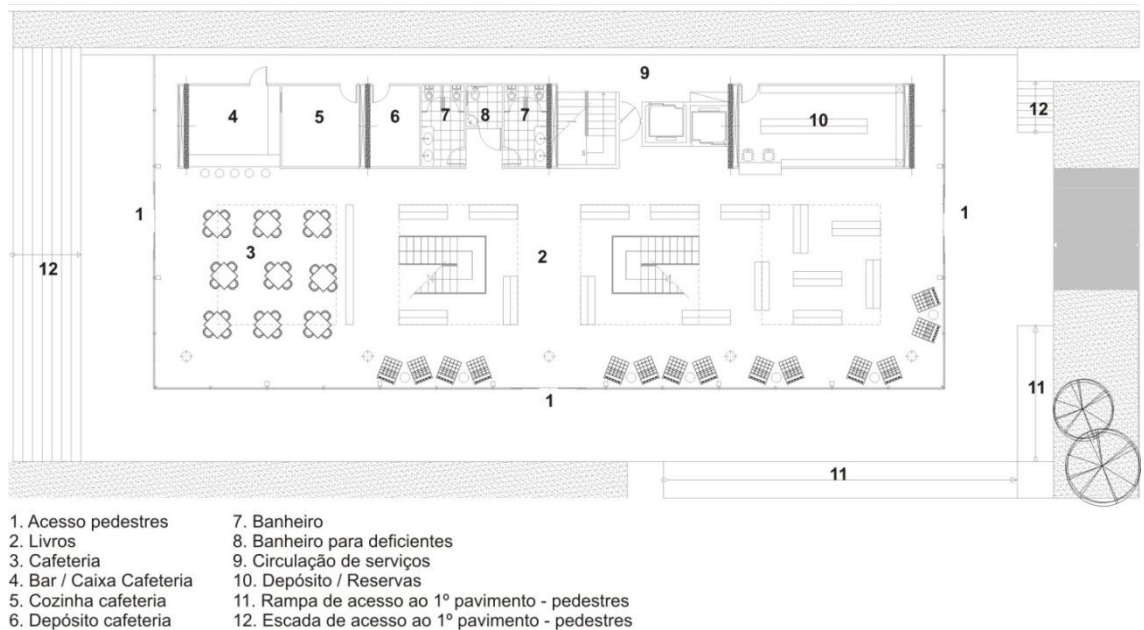 9
4
5
6
7
8
7
10
12
1
1
3
2
12
11
1
11
1. Acesso pedestres
2. Livros
3. Cafeteria
4. Bar / Caixa Cafeteria
5. Cozinha cafeteria
6. Depósito cafeteria
7. Banheiro
8. Banheiro para deficientes
9. Circulação de serviços
10. Depósito / Reservas
11. Rampa de acesso ao 1º pavimento - pedestres
12. Escada de acesso ao 1º pavimento - pedestres